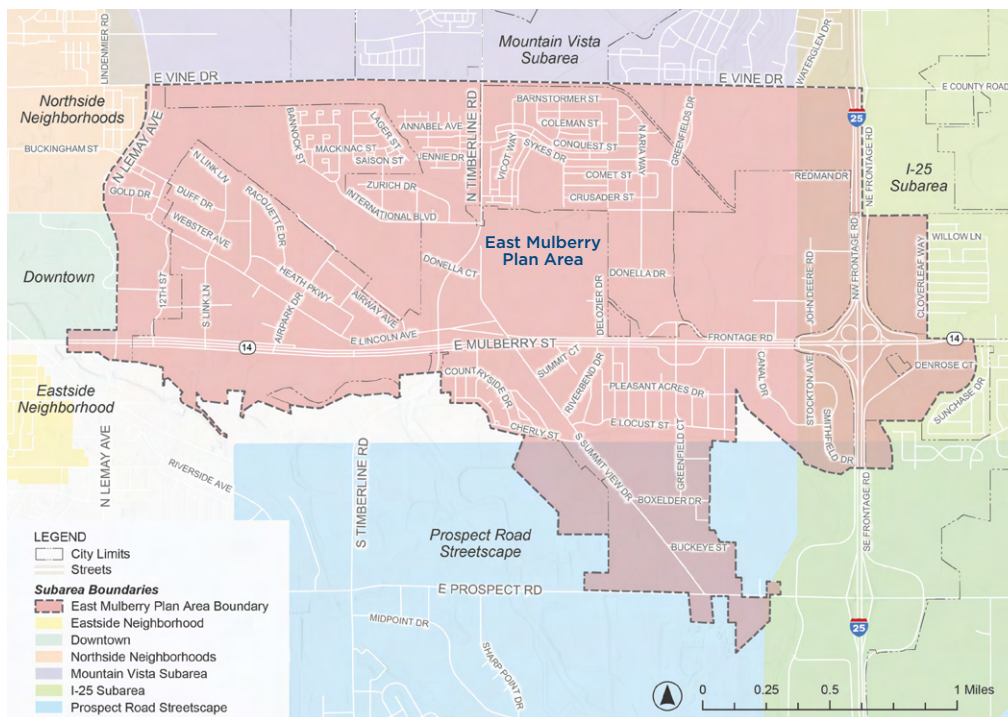 LINDENMIER RD
Mountain Vista
Subarea
WATERGLEN DR
E VINE DR
E VINE DR
E COUNTY ROAD
Northside
Neighborhoods
N LEMAY AVE
BUCKINGHAM ST
BANNOCK ST
LAGER ST
MACKINAC ST
SAISON ST
ANNABEL AVE
JENNIE DR
ZURICH DR
INTERNATIONAL BLVD
N TIMBERLINE RD
BARNSTORMER ST
COLEMAN ST
CONQUEST ST
SYKES DR
VICOT WAY
COMET ST
CRUSADER ST
N ARIA WAY
GREENFIELDS DR
25
NE FRONTAGE RD
REDMAN DR
I-25
Subarea
GOLD DR
N LINK LN
DUFF DR
RACQUETTE DR
WEBSTER AVE
East Mulberry
Plan Area
WILLOW LN
CLOVERLEAF WAY
NW FRONTAGE RD
JOHN DEERE RD
Downtown
12TH ST
S LINK LN
HEATH PKWY
AIRPARK DR
AIRWAY AVE
DONELLA CT
DONELLA DR
DELOZIER DR
E LINCOLN AVE
14
E MULBERRY ST
FRONTAGE RD
14
DENROSE CT
SUNCHASE DR
Eastside
Neighborhood
COUNTRYSIDE DR
SUMMIT CT
RIVERBEND DR
PLEASANT ACRES DR
CANAL DR
STOCKTON AVE
SMITHFIELD DR
N LEMAY AVE
CHERLY ST
E LOCUST ST
S SUMMIT VIEW DR
GREENFIELD CT
RIVERSIDE AVE
S TIMBERLINE RD
BOXELDER DR
SE FRONTAGE RD
Prospect Road
Streetscape
BUCKEYE ST
E PROSPECT RD
MIDPOINT DR
SHARP POINT DR
25
LEGEND
City Limits
Streets
Subarea Boundaries
East Mulberry Plan Area Boundary
Eastside Neighborhood
Downtown
Northside Neighborhoods
Mountain Vista Subarea
I-25 Subarea
Prospect Road Streetscape
0 0.25 0.5 1 Miles